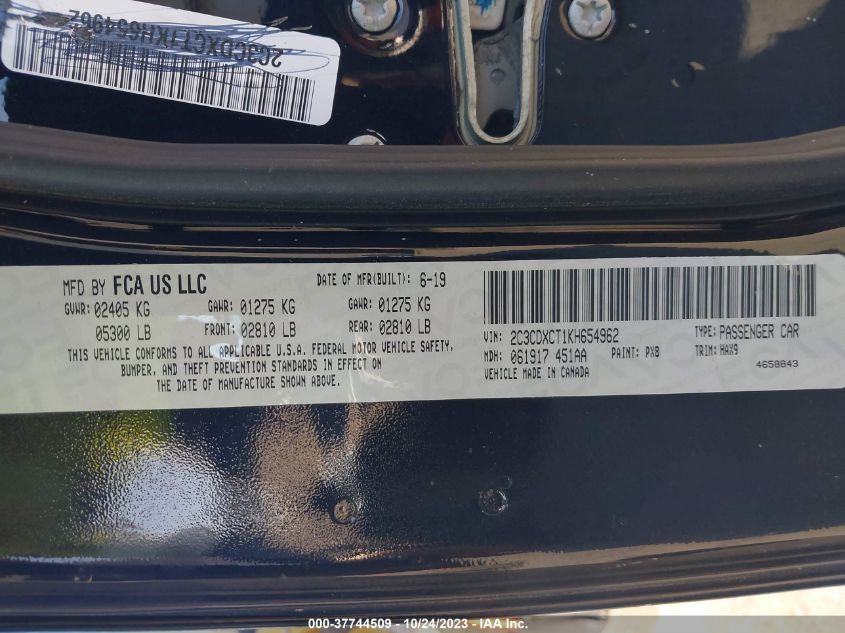 2C3CDXCT1KH654962
MFD BY FCA US LLC
DATE OF MFR(BUILT): 6-19
GVWR: 02405 KG
GAWR: 01275 KG
GAWR: 01275 KG
05300 LB
FRONT: 02810 LB
REAR: 02810 LB
THIS VEHICLE CONFORMS TO ALL APPLICABLE U.S.A. FEDERAL MOTOR VEHICLE SAFETY,
BUMPER, AND THEFT PREVENTION STANDARDS IN EFFECT ON
THE DATE OF MANUFACTURE SHOWN ABOVE.
VIN: 2C3CDXCT1KH654962
TYPE: PASSENGER CAR
MDH: 061917 451AA
PAINT: PX8
TRIM: HAX9
VEHICLE MADE IN CANADA
4658843
000-37744509 - 10/24/2023 - IAA Inc.